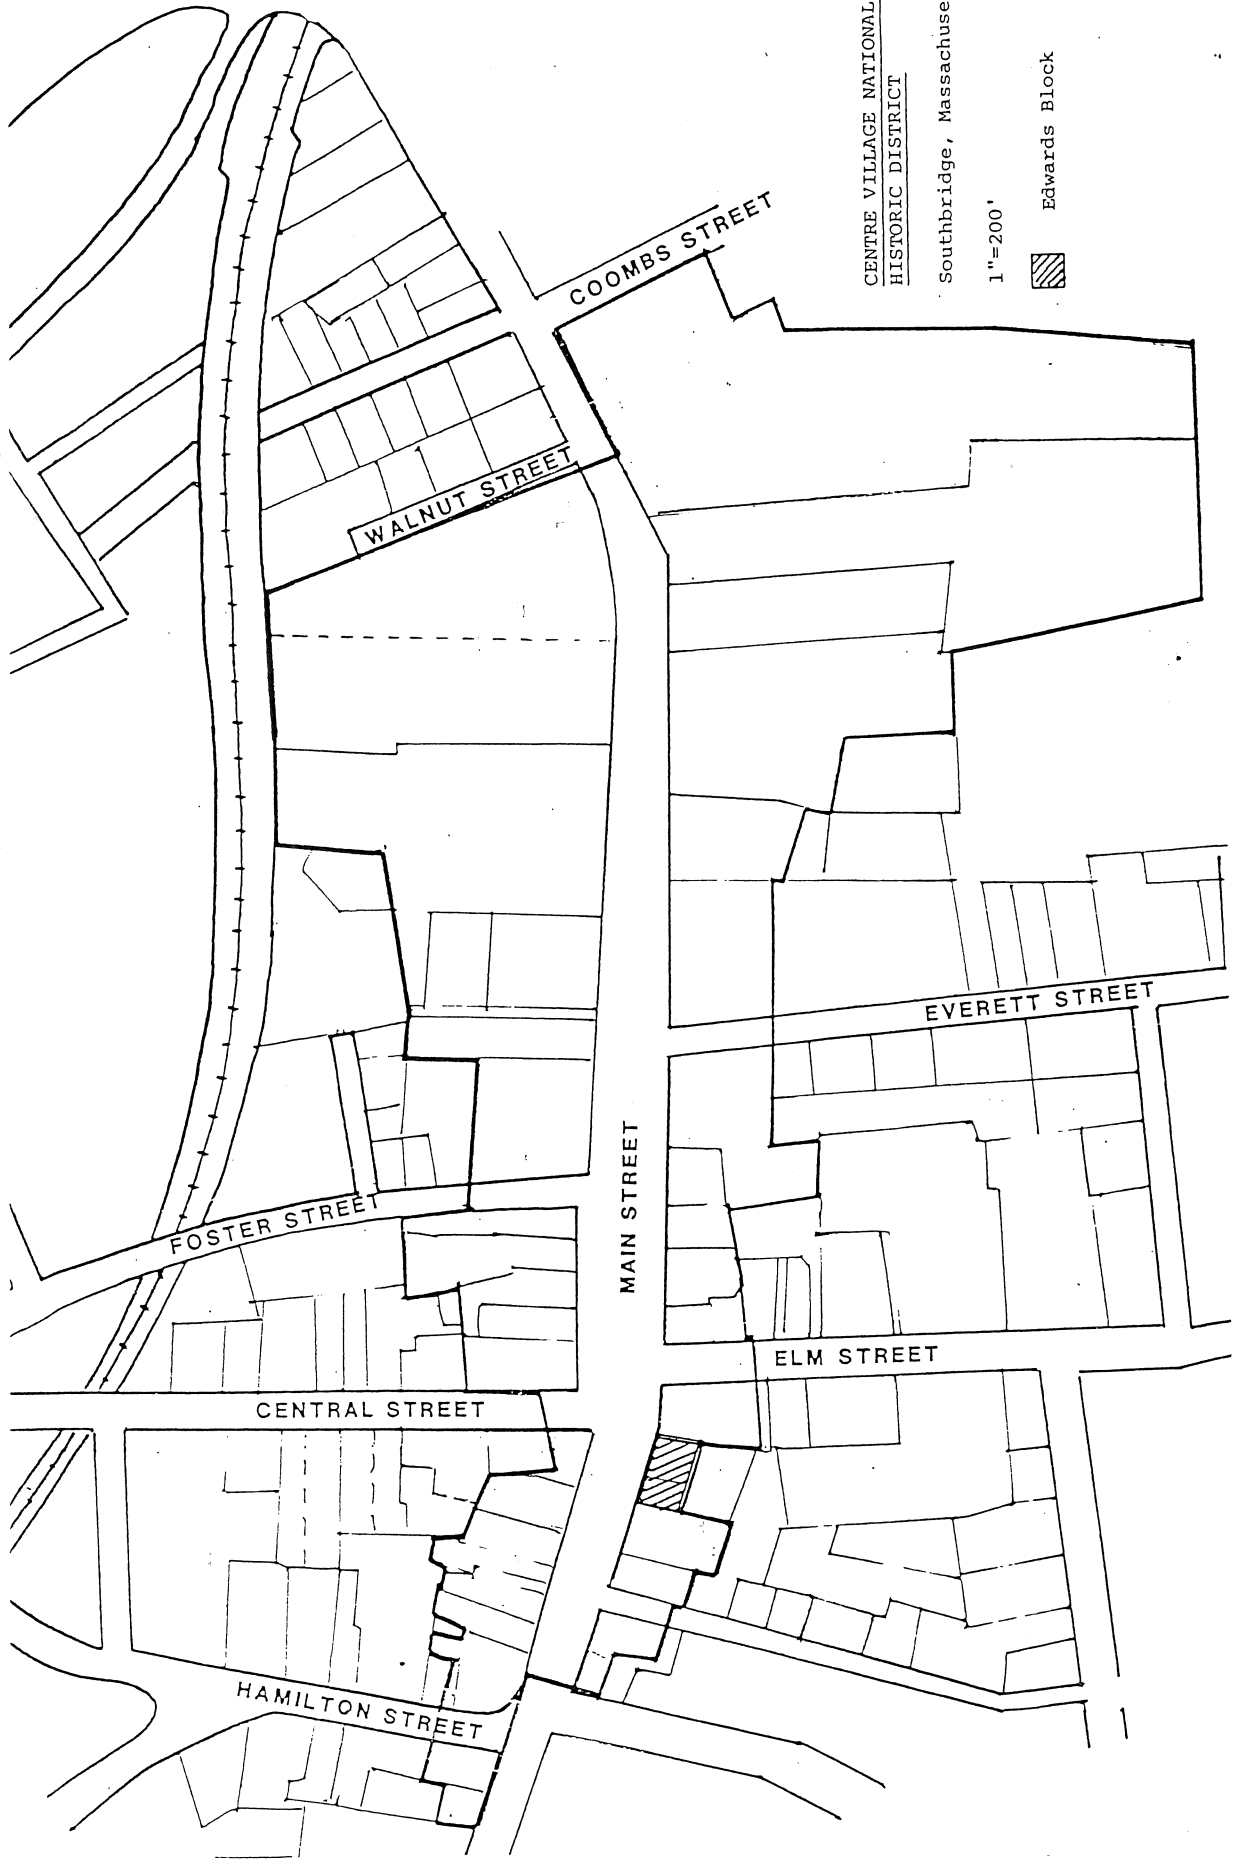 CENTRE VILLAGE NATIONAL
HISTORIC DISTRICT
Southbridge, Massachuse
1"=200'
Edwards Block
COOMBS STREET
WALNUT STREET
EVERETT STREET
MAIN STREET
FOSTER STREET
ELM STREET
CENTRAL STREET
HAMILTON STREET